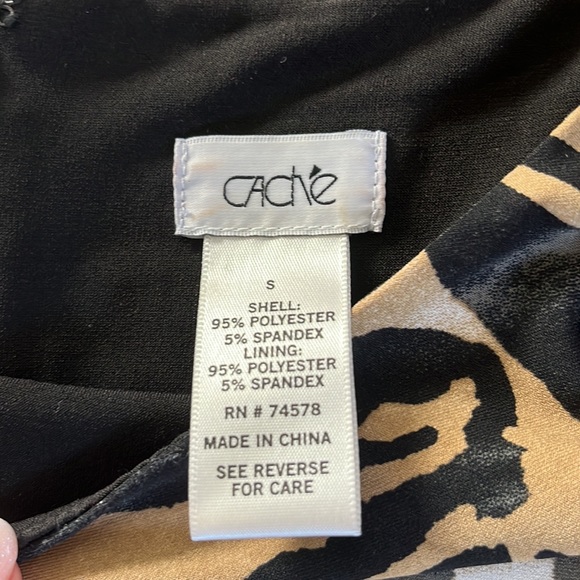 CAché
S
SHELL:
95% POLYESTER
5% SPANDEX
LINING:
95% POLYESTER
5% SPANDEX
RN # 74578
MADE IN CHINA
SEE REVERSE
FOR CARE